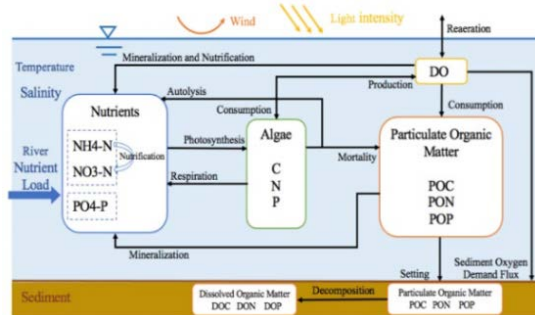 Wind
Light intensity
Reaeration
Temperature
Mineralization and Nutrification
DO
Production
Salinity
Nutrients
Autolysis
Consumption
Consumption
Algae
Particulate Organic
Matter
NH4-N
Nutrification
NO3-N
Photosynthesis
Mortality
River
Nutrient
Load
Respiration
C
N
P
POC
PON
POP
PO4-P
Mineralization
Setting
Sediment Oxygen
Demand Flux
Sediment
Dissolved Organic Matter
DOC DON DOP
Decomposition
Particulate Organic Matter
POC PON POP